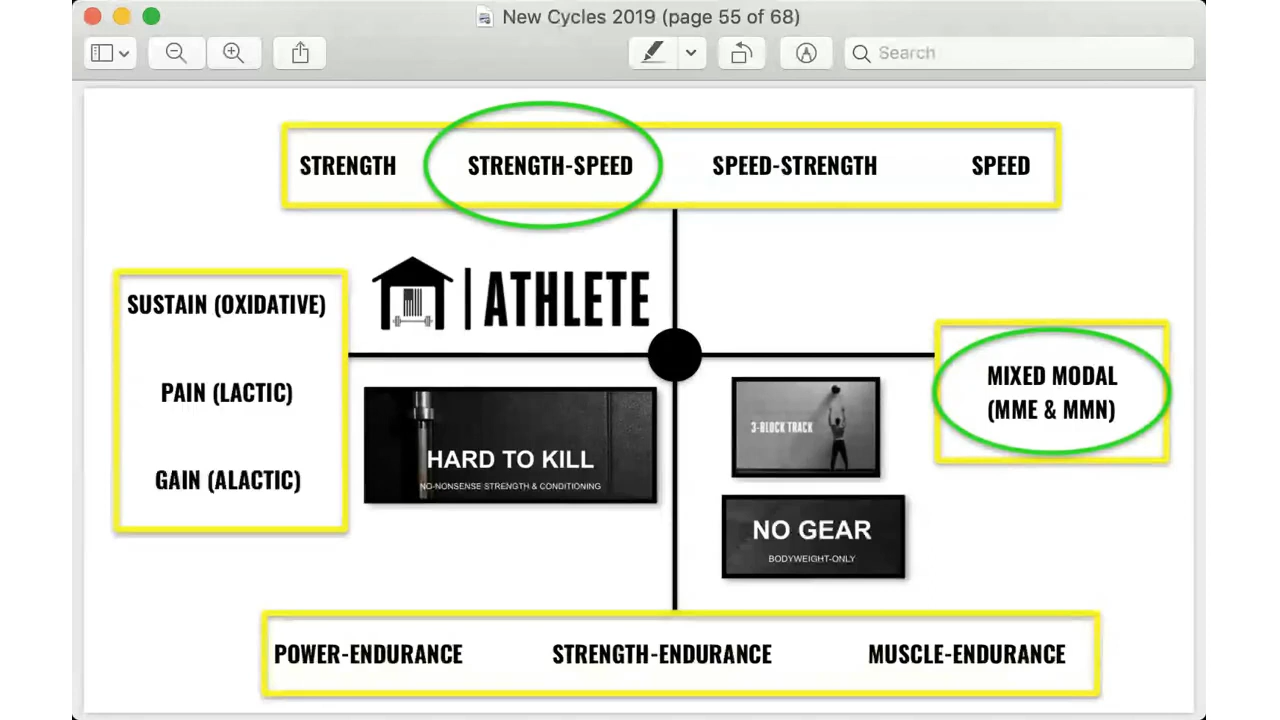 New Cycles 2019 (page 55 of 68)
Search
STRENGTH STRENGTH-SPEED SPEED-STRENGTH SPEED
ATHLETE
SUSTAIN (OXIDATIVE)
PAIN (LACTIC)
GAIN (ALACTIC)
MIXED MODAL
(MME & MMN)
HARD TO KILL
NO-NONSENSE STRENGTH & CONDITIONING
3-BLOCK TRACK
NO GEAR
BODYWEIGHT-ONLY
POWER-ENDURANCE STRENGTH-ENDURANCE MUSCLE-ENDURANCE